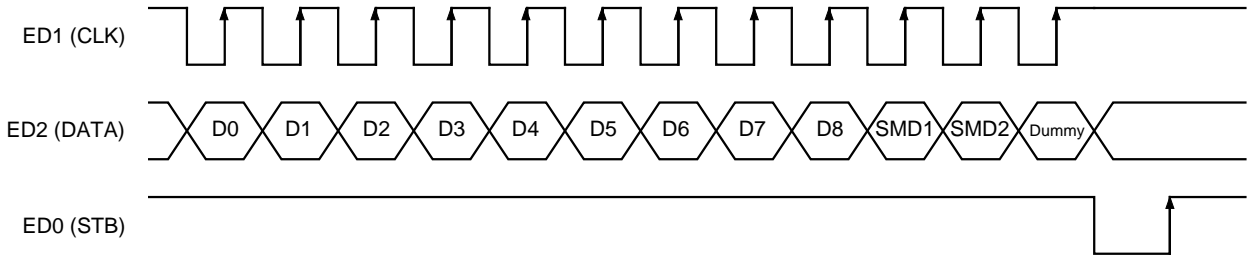 ED1 (CLK)
ED2 (DATA) D0 D1 D2 D3 D4 D5 D6 D7 D8 SMD1 SMD2 Dummy
ED0 (STB)